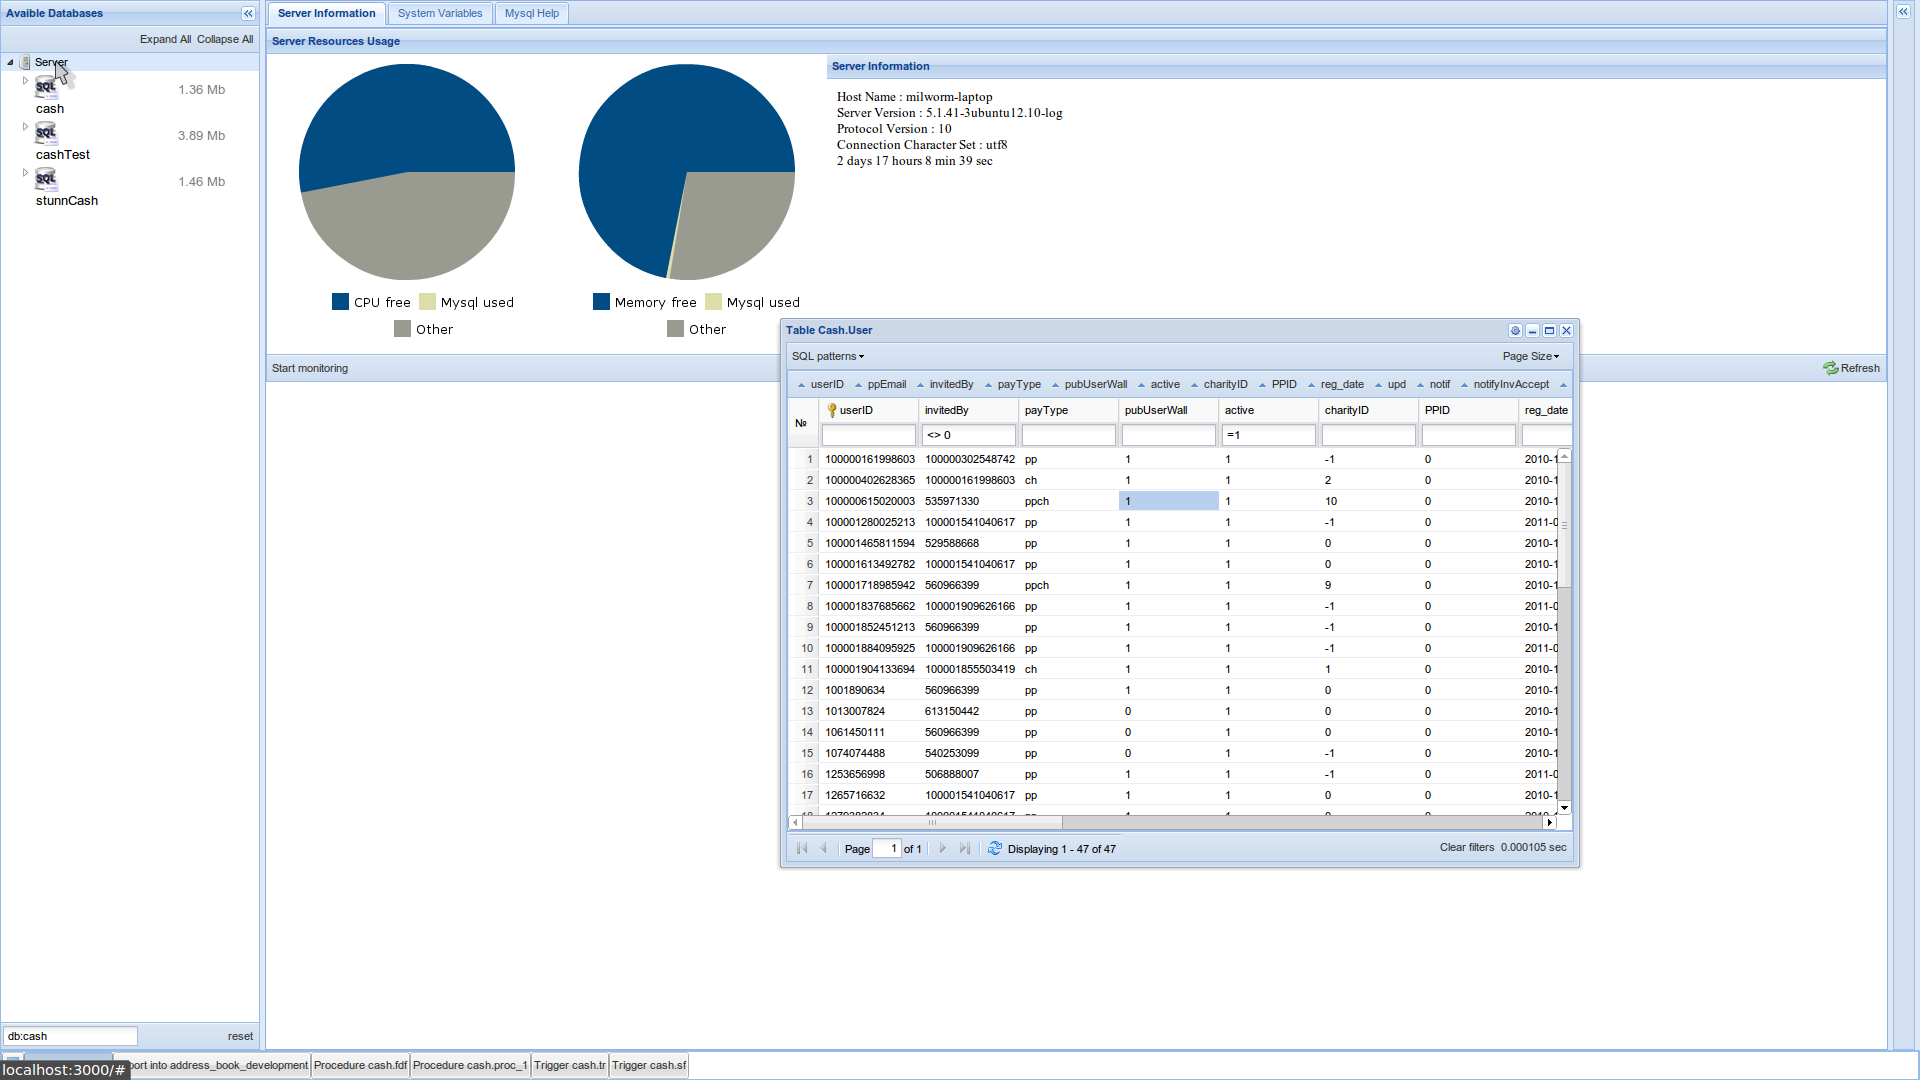 Avaible Databases
Expand All Collapse All
Server
cash 1.36 Mb
cashTest 3.89 Mb
stunnCash 1.46 Mb
db:cash reset
Server Information System Variables Mysql Help
Server Resources Usage
CPU free Mysql used
Other
Memory free Mysql used
Other
Server Information
Host Name : milworm-laptop
Server Version : 5.1.41-3ubuntu12.10-log
Protocol Version : 10
Connection Character Set : utf8
2 days 17 hours 8 min 39 sec
Start monitoring Refresh
Table Cash.User
SQL patterns Page Size
userID ppEmail invitedBy payType pubUserWall active charityID PPID reg_date upd notif notifyInvAccept
№ userID invitedBy payType pubUserWall active charityID PPID reg_date
<> 0 =1
1 100000161998603 100000302548742 pp 1 1 -1 0 2010-1
2 100000402628365 100000161998603 ch 1 1 2 0 2010-1
3 100000615020003 535971330 ppch 1 1 10 0 2010-1
4 100001280025213 100001541040617 pp 1 1 -1 0 2011-0
5 100001465811594 529588668 pp 1 1 0 0 2010-1
6 100001613492782 100001541040617 pp 1 1 0 0 2010-1
7 100001718985942 560966399 ppch 1 1 9 0 2010-1
8 100001837685662 100001909626166 pp 1 1 -1 0 2011-0
9 100001852451213 560966399 pp 1 1 -1 0 2010-1
10 100001884095925 100001909626166 pp 1 1 -1 0 2011-0
11 100001904133694 100001855503419 ch 1 1 1 0 2010-1
12 1001890634 560966399 pp 1 1 0 0 2010-1
13 1013007824 613150442 pp 0 1 0 0 2010-1
14 1061450111 560966399 pp 0 1 0 0 2010-1
15 1074074488 540253099 pp 0 1 -1 0 2010-1
16 1253656998 506888007 pp 1 1 -1 0 2011-0
17 1265716632 100001541040617 pp 1 1 0 0 2010-1
Page 1 of 1 Displaying 1 - 47 of 47 Clear filters 0.000105 sec
localhost:3000/# ort into address_book_development Procedure cash.fdf Procedure cash.proc_1 Trigger cash.tr Trigger cash.sf